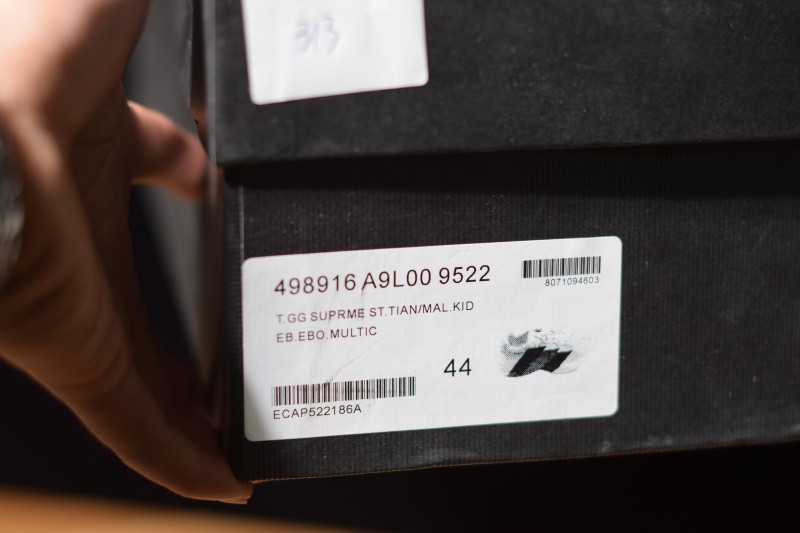 313
498916 A9L00 9522
8071094603
T.GG SUPRME ST.TIAN/MAL.KID
EB.EBO.MULTIC
44
ECAP522186A